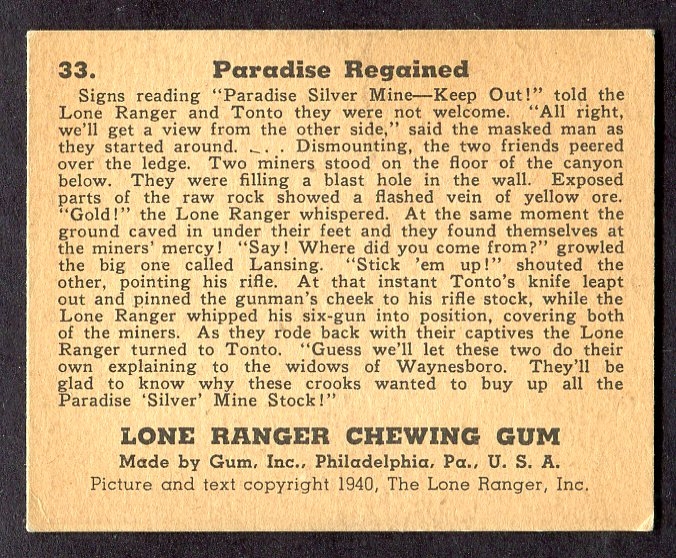 33. Paradise Regained
Signs reading "Paradise Silver Mine—Keep Out!" told the
Lone Ranger and Tonto they were not welcome. "All right,
we'll get a view from the other side," said the masked man as
they started around. . . . Dismounting, the two friends peered
over the ledge. Two miners stood on the floor of the canyon
below. They were filling a blast hole in the wall. Exposed
parts of the raw rock showed a flashed vein of yellow ore.
"Gold!" the Lone Ranger whispered. At the same moment the
ground caved in under their feet and they found themselves at
the miners' mercy! "Say! Where did you come from?" growled
the big one called Lansing. "Stick 'em up!" shouted the
other, pointing his rifle. At that instant Tonto's knife leapt
out and pinned the gunman's cheek to his rifle stock, while the
Lone Ranger whipped his six-gun into position, covering both
of the miners. As they rode back with their captives the Lone
Ranger turned to Tonto. "Guess we'll let these two do their
own explaining to the widows of Waynesboro. They'll be
glad to know why these crooks wanted to buy up all the
Paradise 'Silver' Mine Stock!"
LONE RANGER CHEWING GUM
Made by Gum, Inc., Philadelphia, Pa., U. S. A.
Picture and text copyright 1940, The Lone Ranger, Inc.